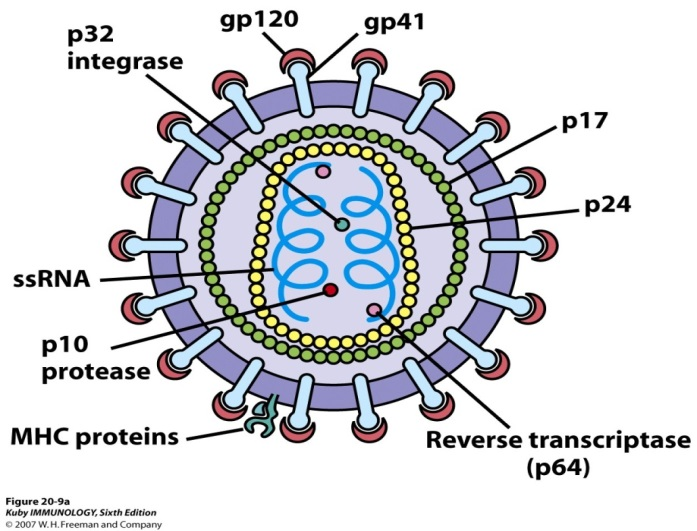 gp120
gp41
p32
integrase
p17
p24
ssRNA
p10
protease
MHC proteins
Reverse transcriptase
(p64)
Figure 20-9a
Kuby IMMUNOLOGY, Sixth Edition
© 2007 W. H. Freeman and Company